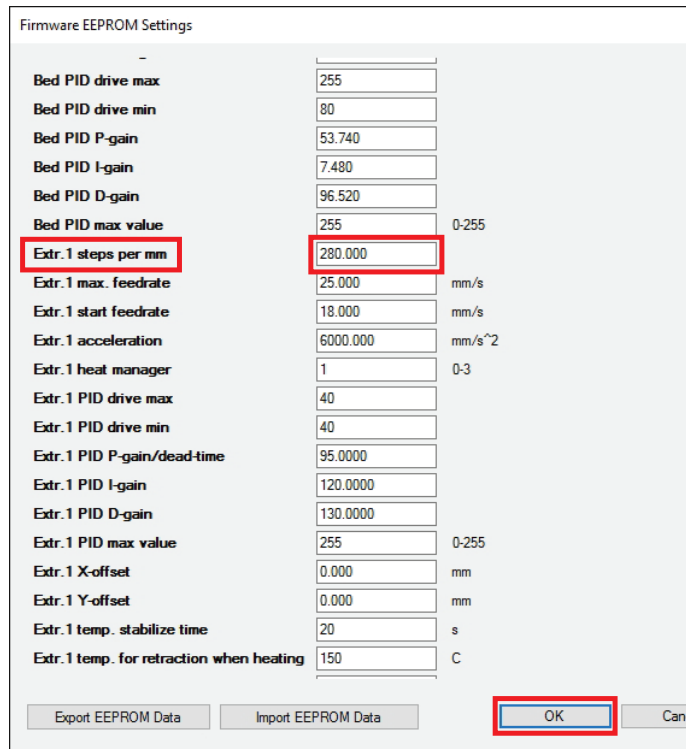 Firmware EEPROM Settings
Bed PID drive max 255
Bed PID drive min 80
Bed PID P-gain 53.740
Bed PID I-gain 7.480
Bed PID D-gain 96.520
Bed PID max value 255 0-255
Extr.1 steps per mm 280.000
Extr.1 max. feedrate 25.000 mm/s
Extr.1 start feedrate 18.000 mm/s
Extr.1 acceleration 6000.000 mm/s^2
Extr.1 heat manager 1 0-3
Extr.1 PID drive max 40
Extr.1 PID drive min 40
Extr.1 PID P-gain/dead-time 95.0000
Extr.1 PID I-gain 120.0000
Extr.1 PID D-gain 130.0000
Extr.1 PID max value 255 0-255
Extr.1 X-offset 0.000 mm
Extr.1 Y-offset 0.000 mm
Extr.1 temp. stabilize time 20 s
Extr.1 temp. for retraction when heating 150 C
Export EEPROM Data Import EEPROM Data OK Can